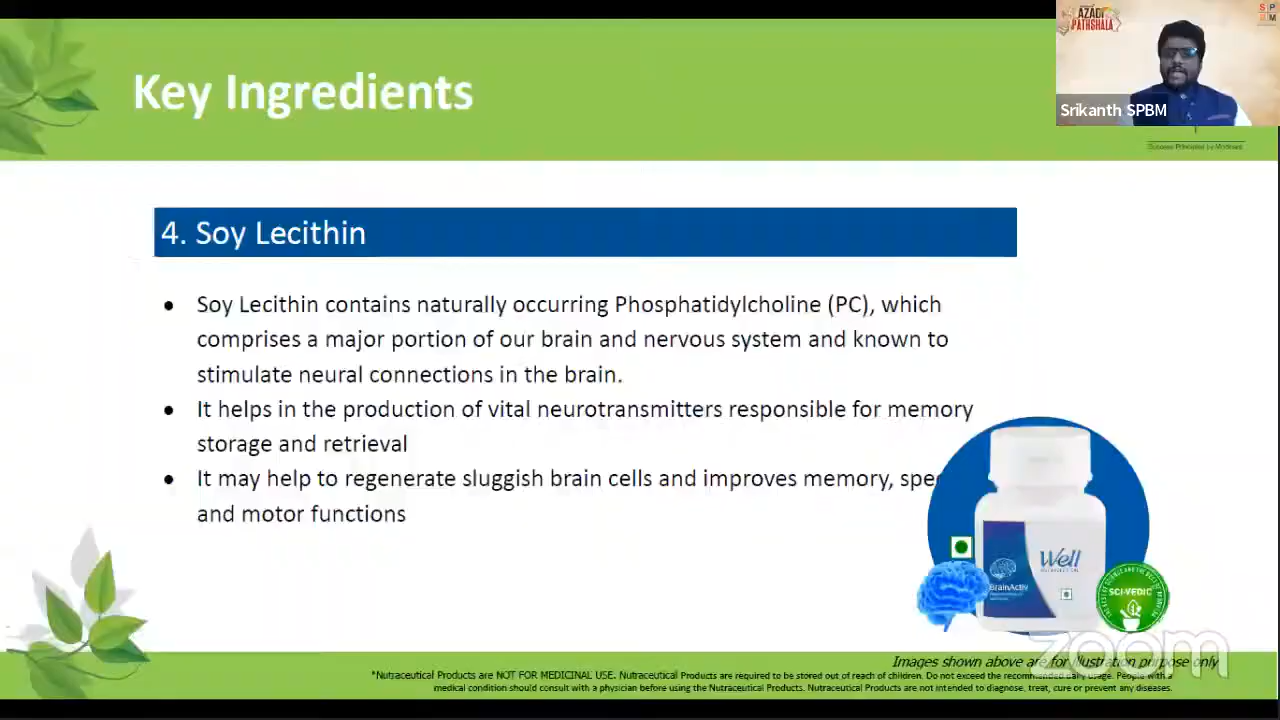 AZADI
PATHSHALA
S P
B M
Srikanth SPBM
Key Ingredients
4. Soy Lecithin
• Soy Lecithin contains naturally occurring Phosphatidylcholine (PC), which
comprises a major portion of our brain and nervous system and known to
stimulate neural connections in the brain.
• It helps in the production of vital neurotransmitters responsible for memory
storage and retrieval
• It may help to regenerate sluggish brain cells and improves memory,
and motor functions
Well
BrainActiv
SCI-VEDIC
zoom
Images shown above are for illustration purpose only
*Nutraceutical Products are NOT FOR MEDICINAL USE. Nutraceutical Products are required to be stored out of reach of children. Do not exceed the recommended daily usage. People with a
medical condition should consult with a physician before using the Nutraceutical Products. Nutraceutical Products are not intended to diagnose, treat, cure or prevent any diseases.